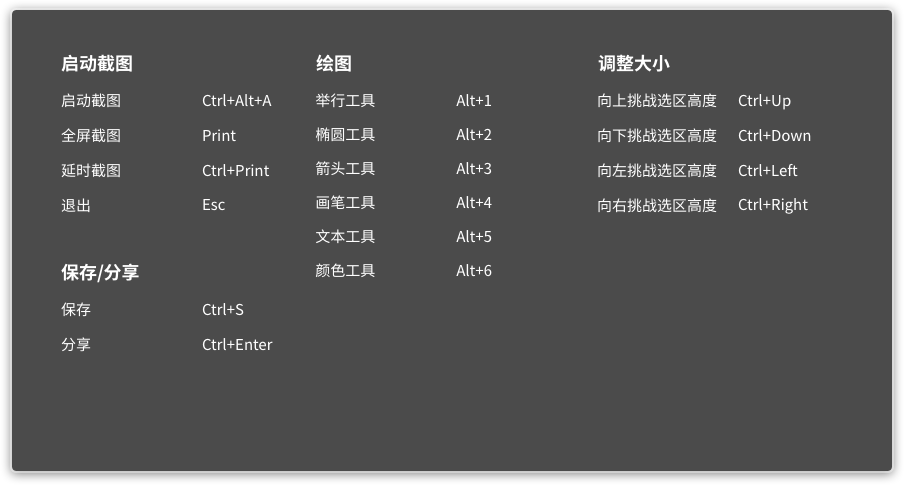 启动截图
启动截图 Ctrl+Alt+A
全屏截图 Print
延时截图 Ctrl+Print
退出 Esc
保存/分享
保存 Ctrl+S
分享 Ctrl+Enter
绘图
举行工具 Alt+1
椭圆工具 Alt+2
箭头工具 Alt+3
画笔工具 Alt+4
文本工具 Alt+5
颜色工具 Alt+6
调整大小
向上挑战选区高度 Ctrl+Up
向下挑战选区高度 Ctrl+Down
向左挑战选区高度 Ctrl+Left
向右挑战选区高度 Ctrl+Right